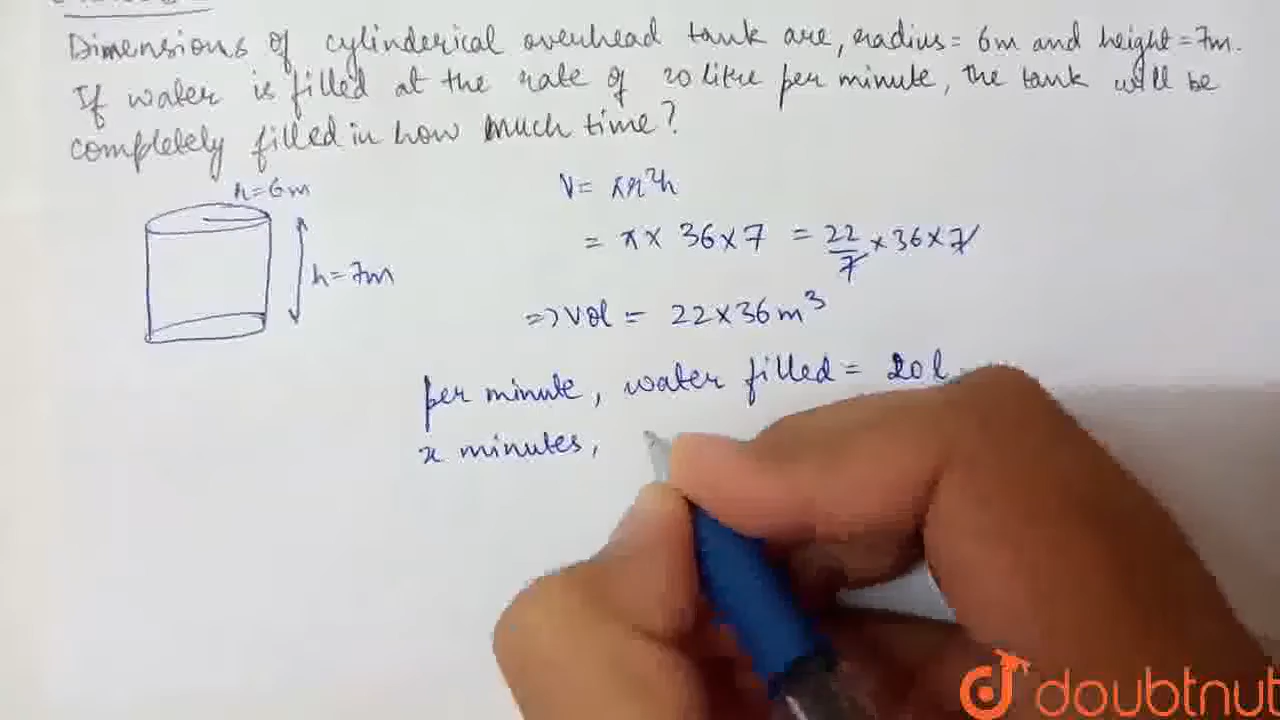 Dimensions of cylinderical overhead tank are, radius = 6m and height = 7m.
If water is filled at the rate of 20 litre per minute, the tank will be
completely filled in how much time?
r = 6m
h = 7m
V = πr²h
= π × 36 × 7 = 22/7 × 36 × 7
=> Vol = 22 × 36 m³
per minute, water filled = 20 l
x minutes,
doubtnut